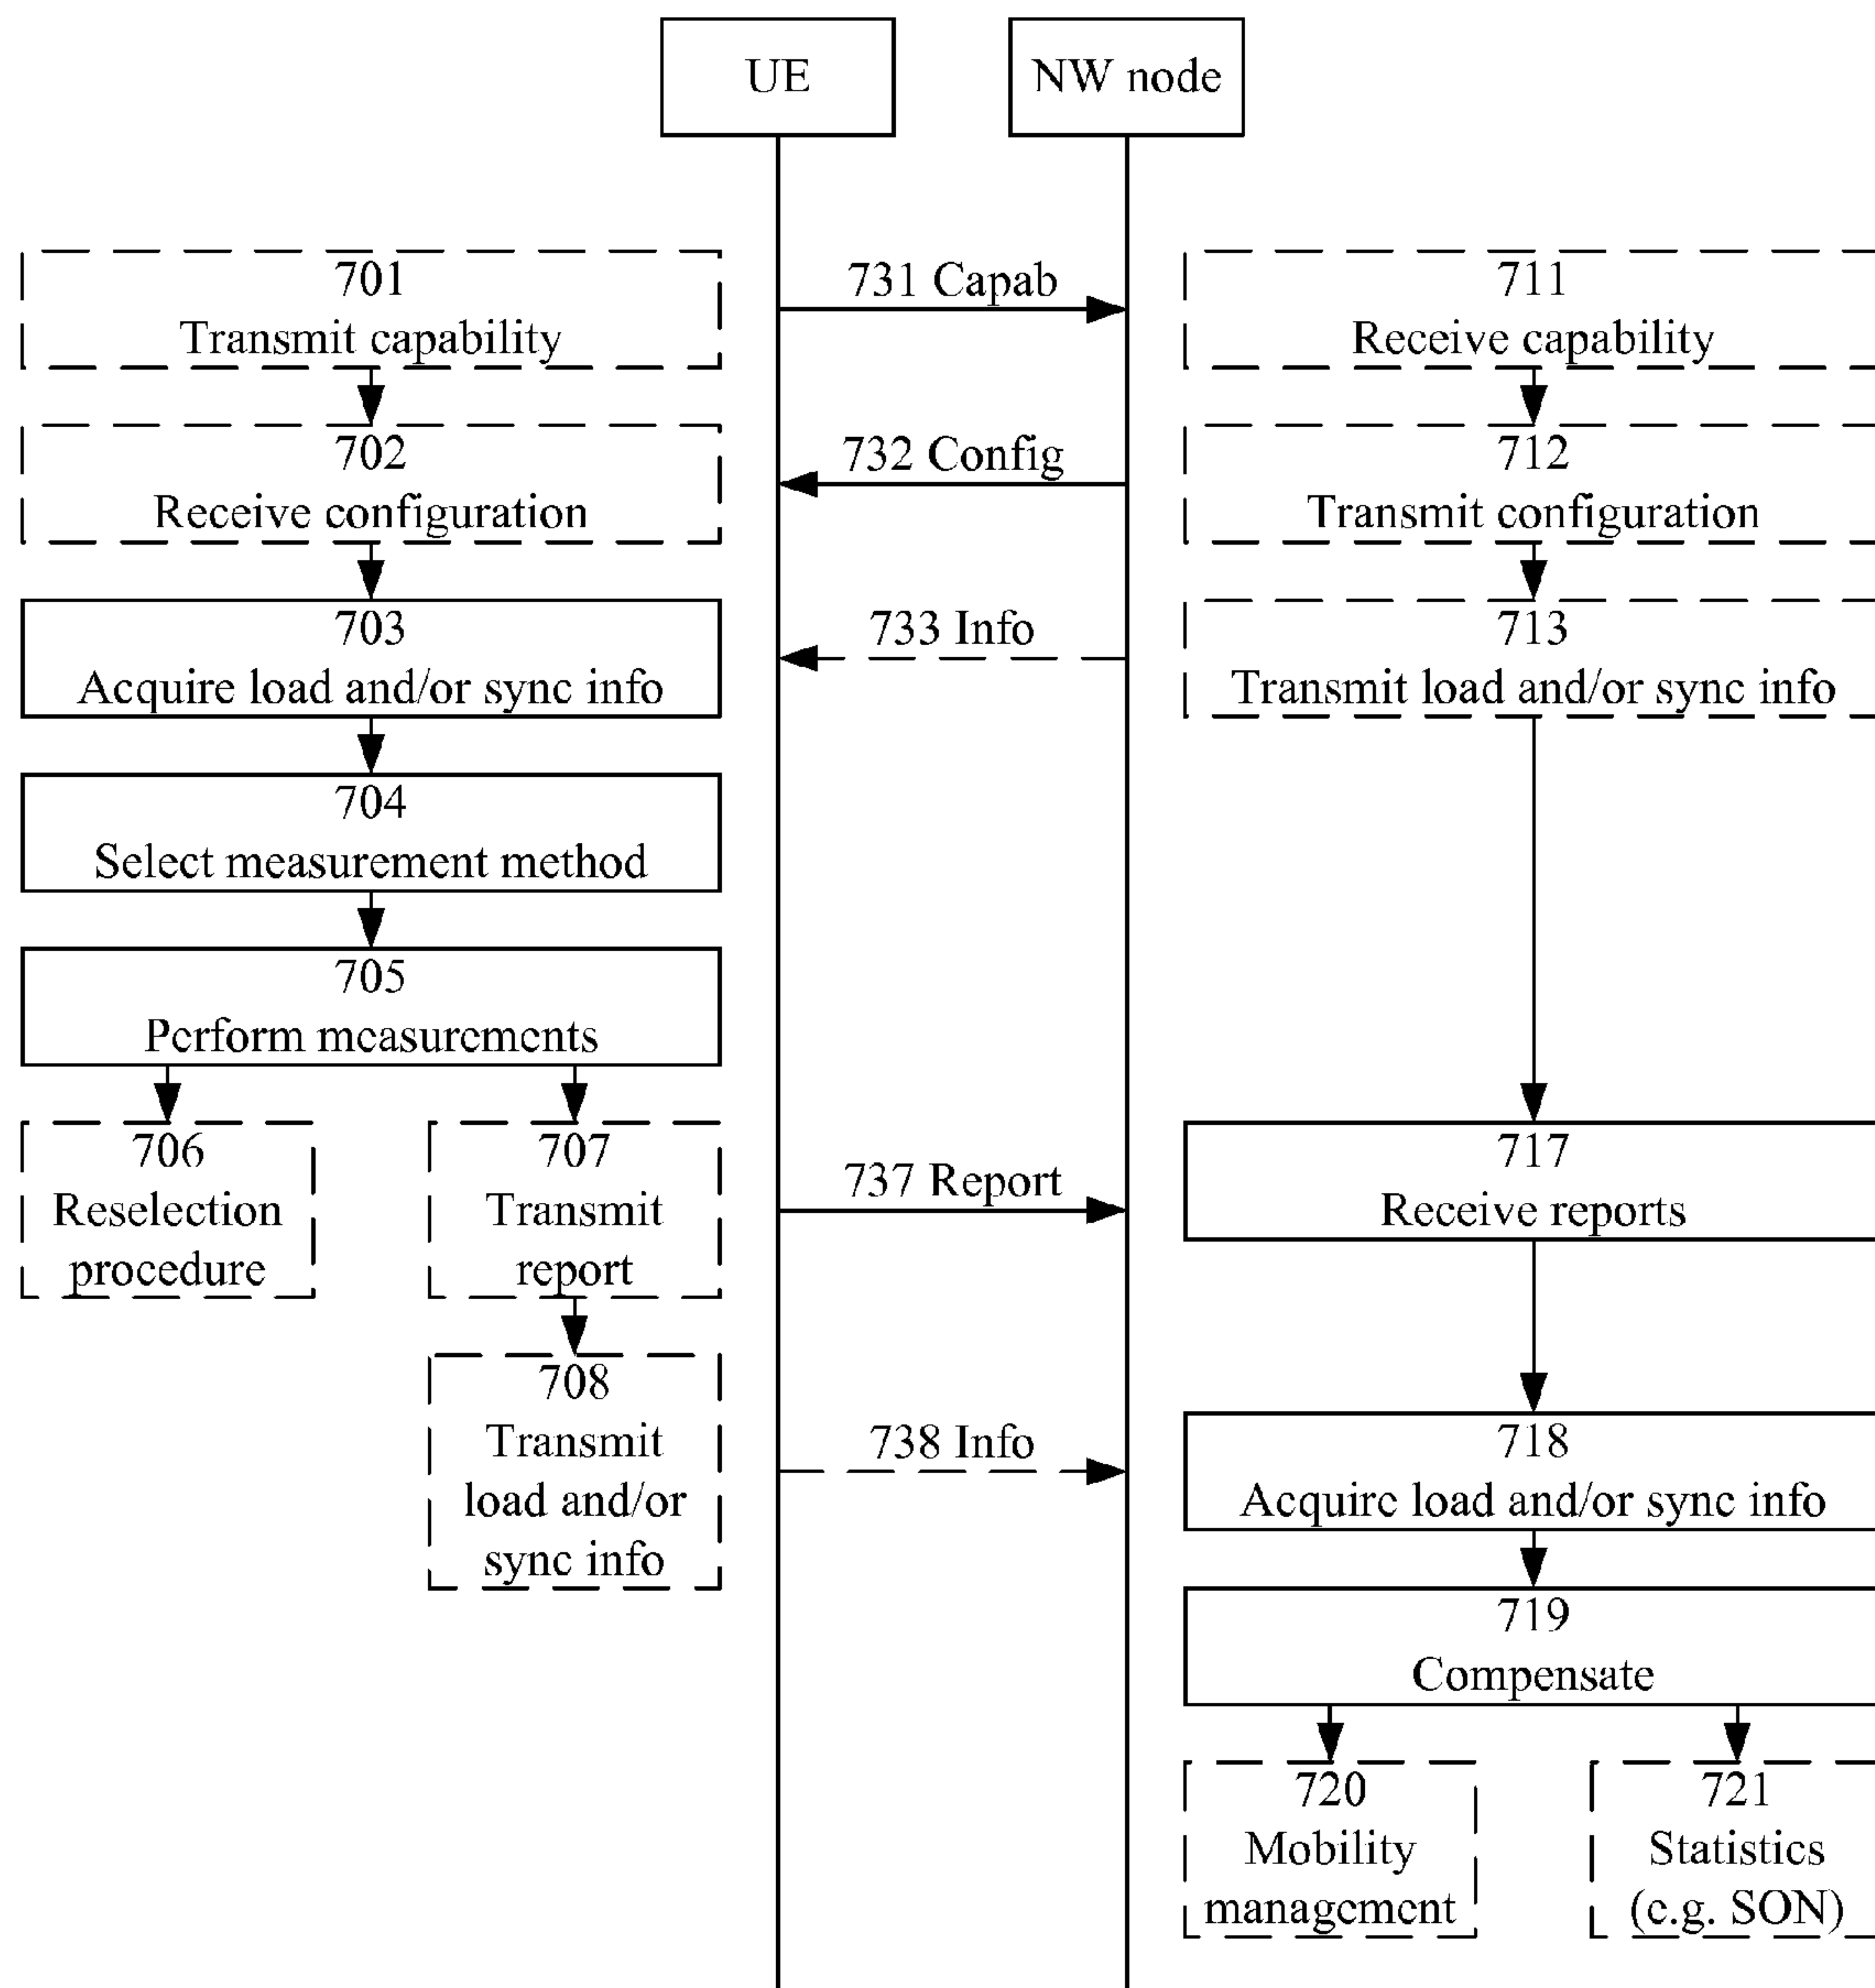 UE
NW node
701
Transmit capability
731 Capab
711
Receive capability
702
Receive configuration
732 Config
712
Transmit configuration
703
Acquire load and/or sync info
733 Info
713
Transmit load and/or sync info
704
Select measurement method
705
Perform measurements
706
Reselection
procedure
707
Transmit
report
737 Report
717
Receive reports
708
Transmit
load and/or
sync info
738 Info
718
Acquire load and/or sync info
719
Compensate
720
Mobility
management
721
Statistics
(e.g. SON)